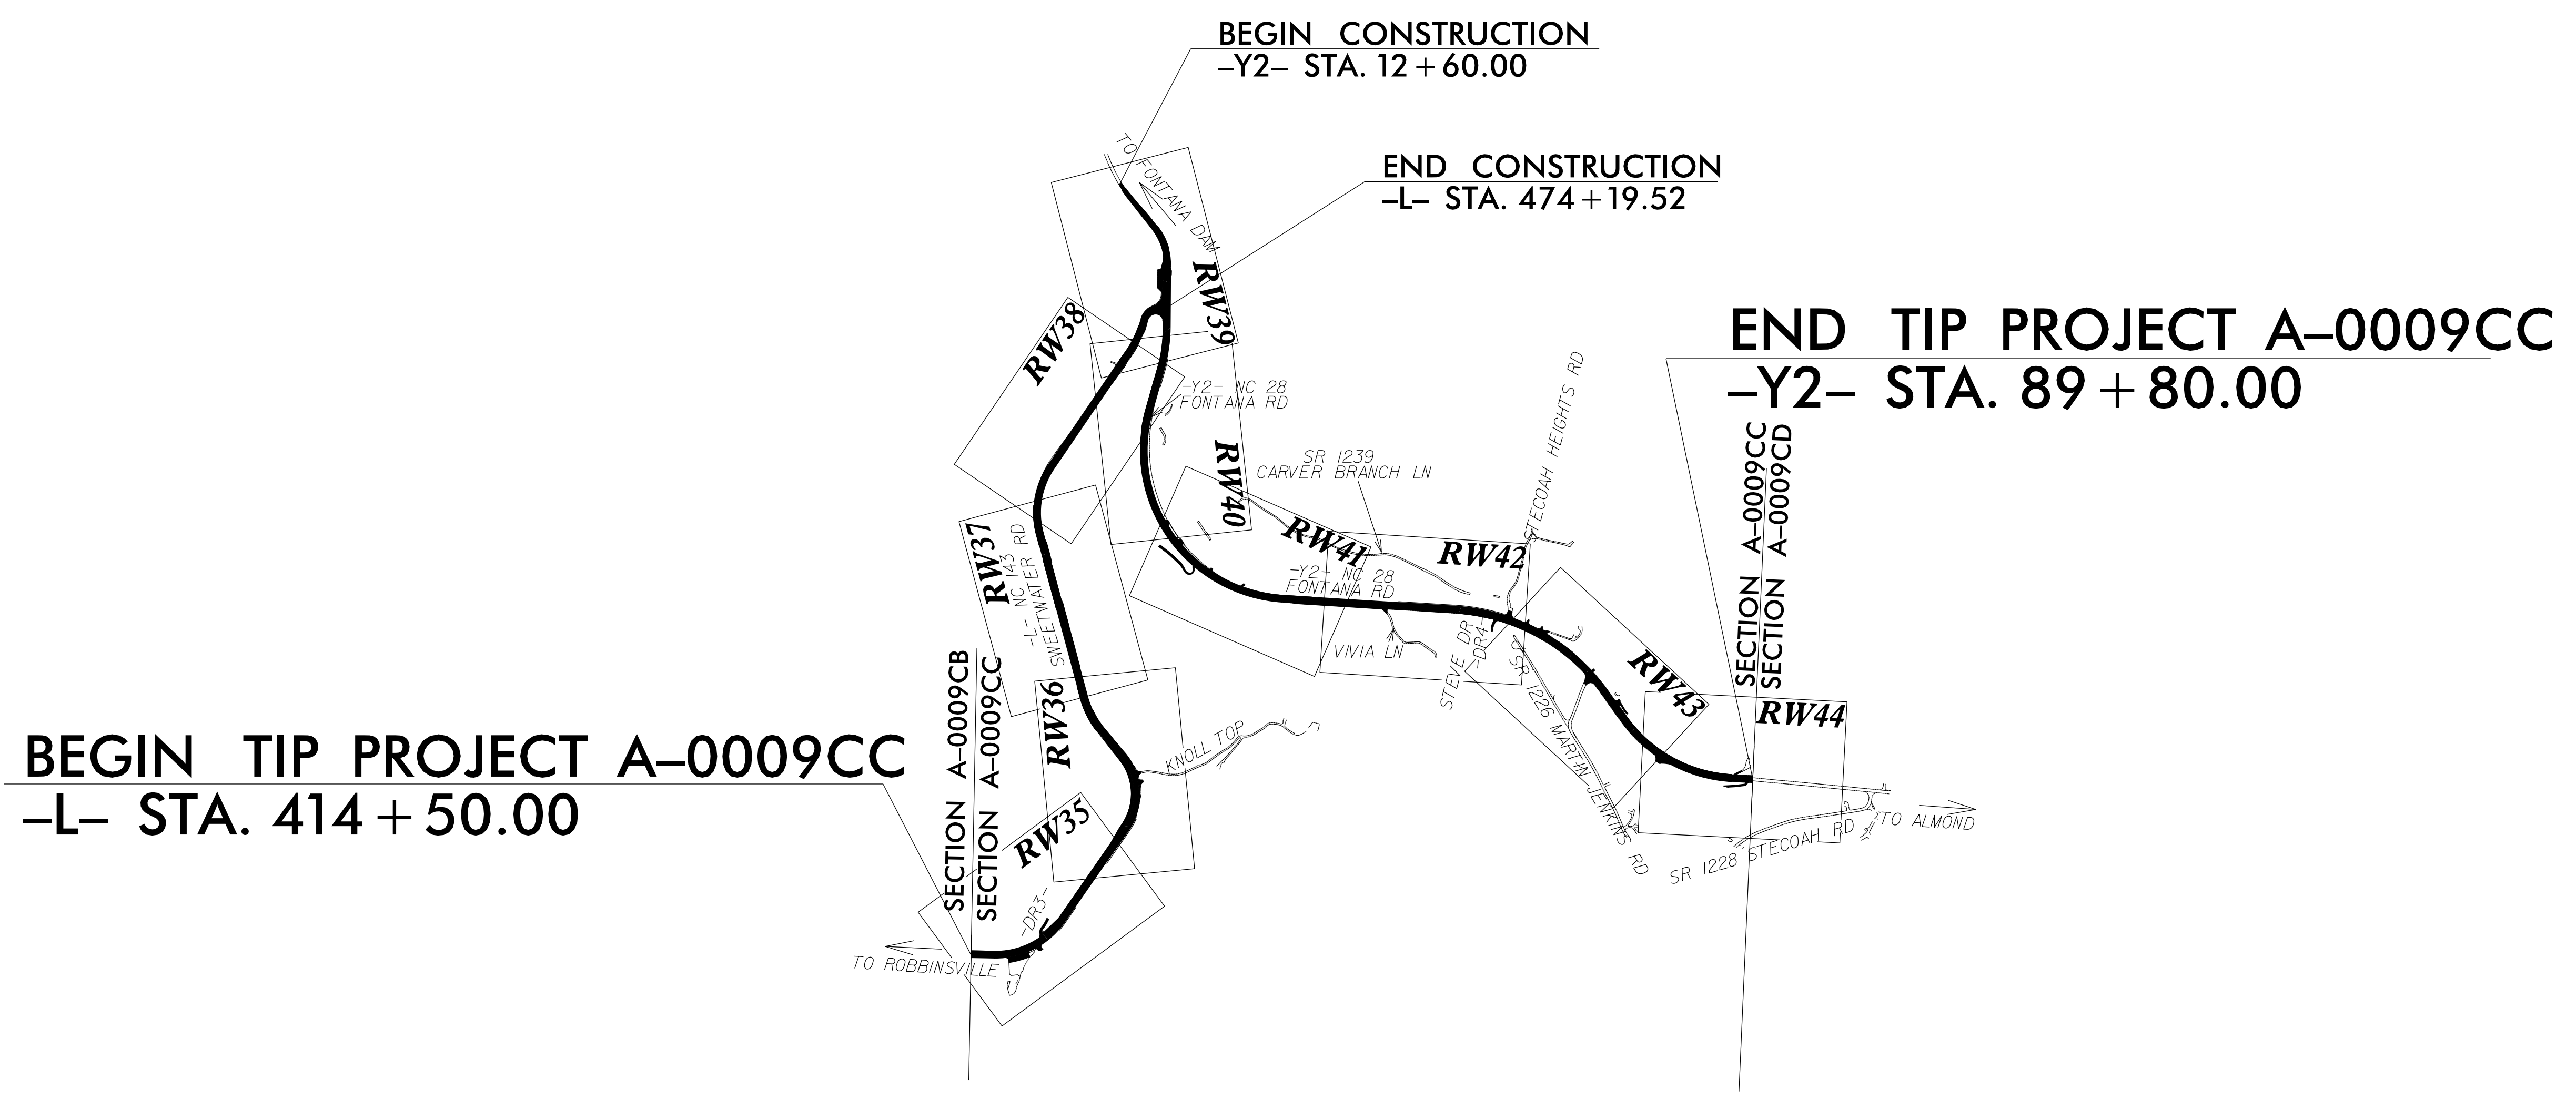 BEGIN CONSTRUCTION
–Y2– STA. 12+60.00
END CONSTRUCTION
–L– STA. 474+19.52
TO FONTANA DAM
RW39
RW38
END TIP PROJECT A–0009CC
–Y2– STA. 89+80.00
-Y2- NC 28
FONTANA RD
STECOAH HEIGHTS RD
RW40
SR 1239
CARVER BRANCH LN
SECTION A–0009CC
SECTION A–0009CD
RW37
-L- NC 143
SWEETWATER RD
RW41
RW42
-Y2- NC 28
FONTANA RD
VIVIA LN
STEVE DR
-DR4-
SR 1226 MARTIN JENKINS RD
RW43
RW44
SECTION A–0009CB
SECTION A–0009CC
RW36
KNOLL TOP
BEGIN TIP PROJECT A–0009CC
–L– STA. 414+50.00
RW35
-DR3-
TO ROBBINSVILLE
TO ALMOND
SR 1228 STECOAH RD